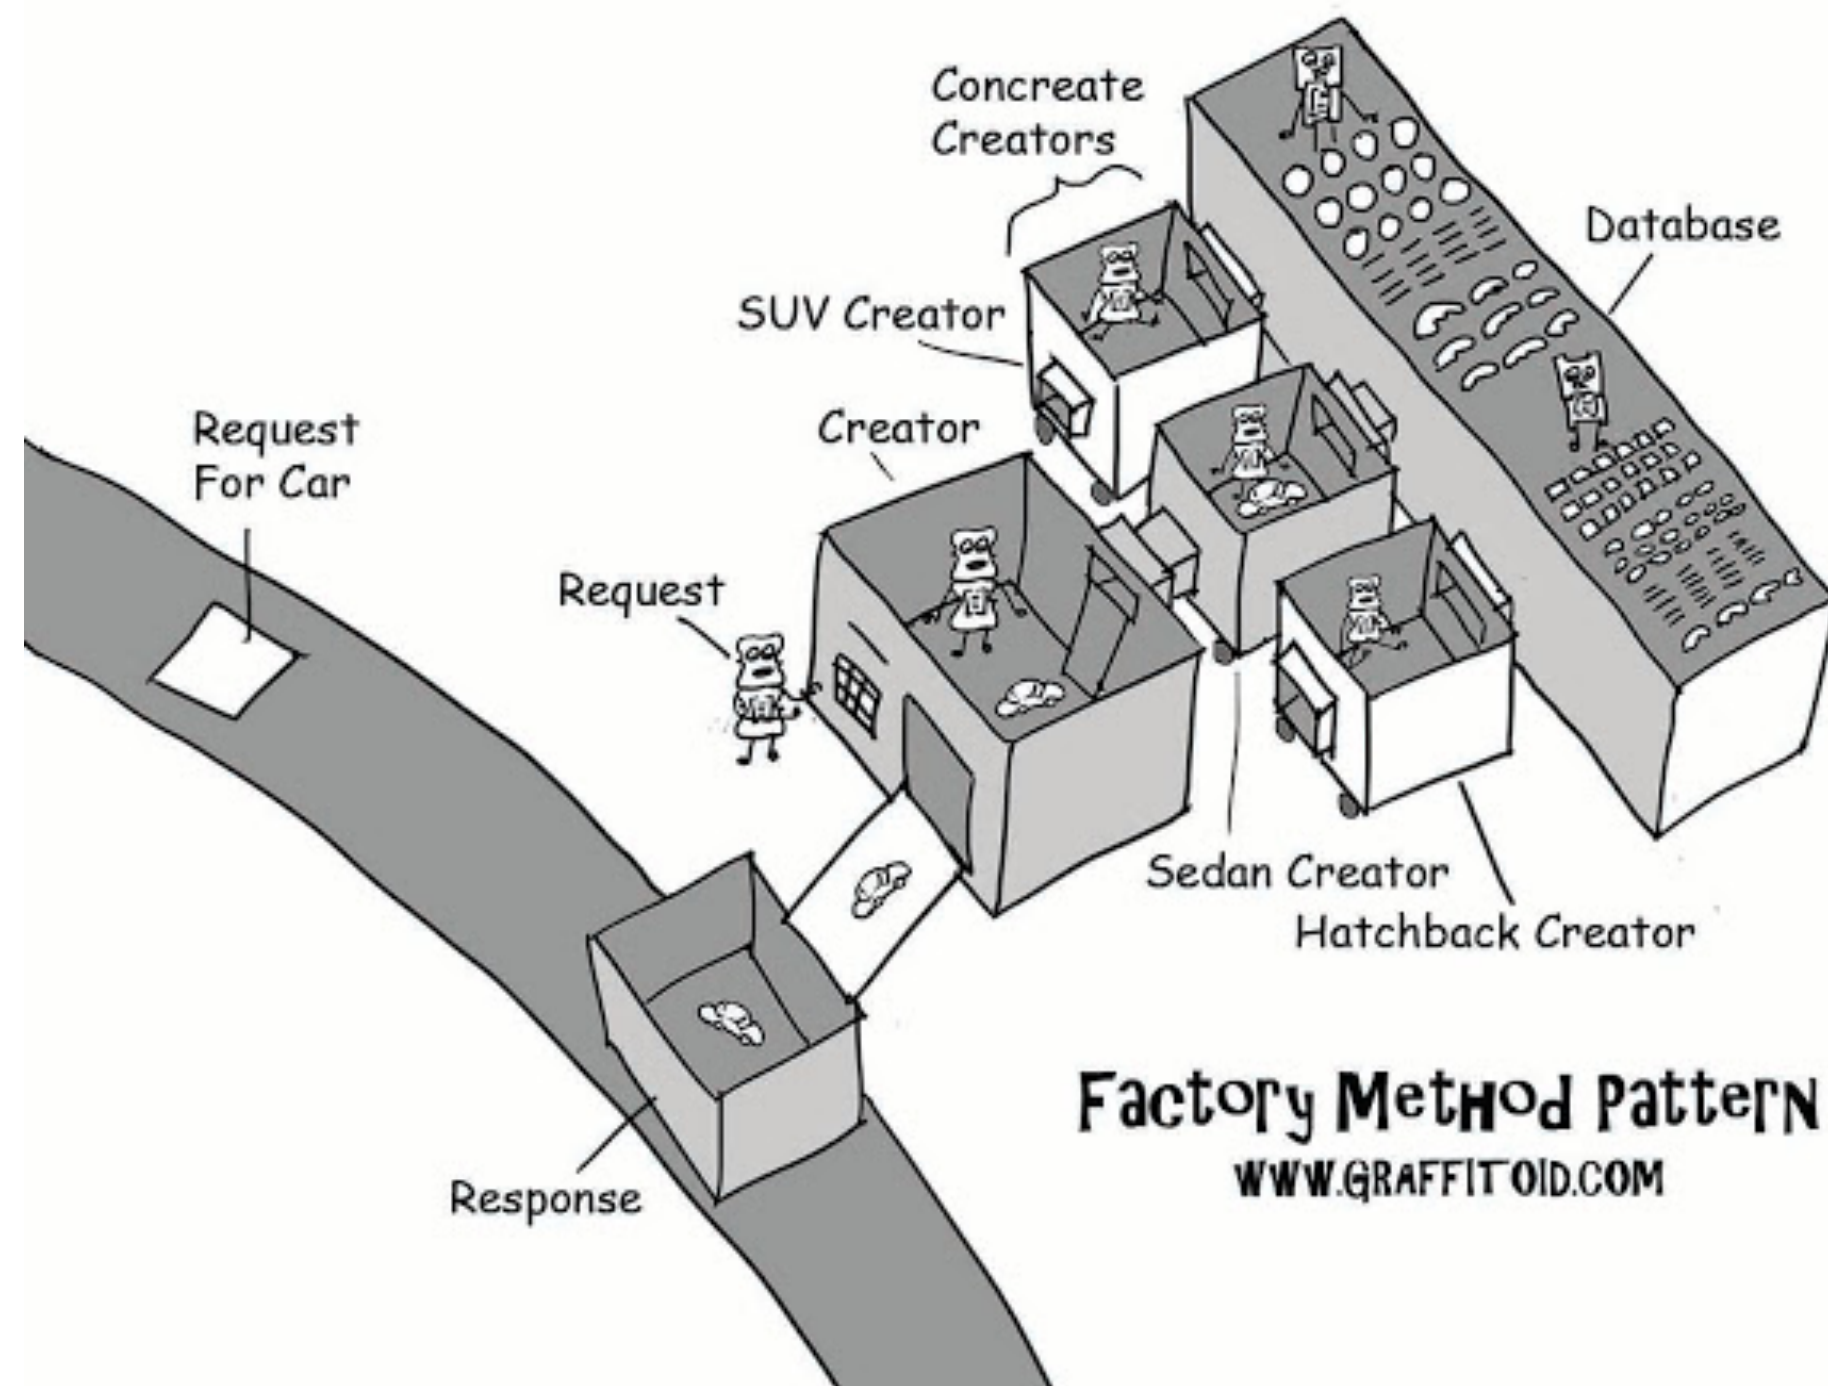 Concreate
Creators
Database
SUV Creator
Creator
Request
For Car
Request
Sedan Creator
Hatchback Creator
Response
Factory Method Pattern
WWW.GRAFFITOID.COM